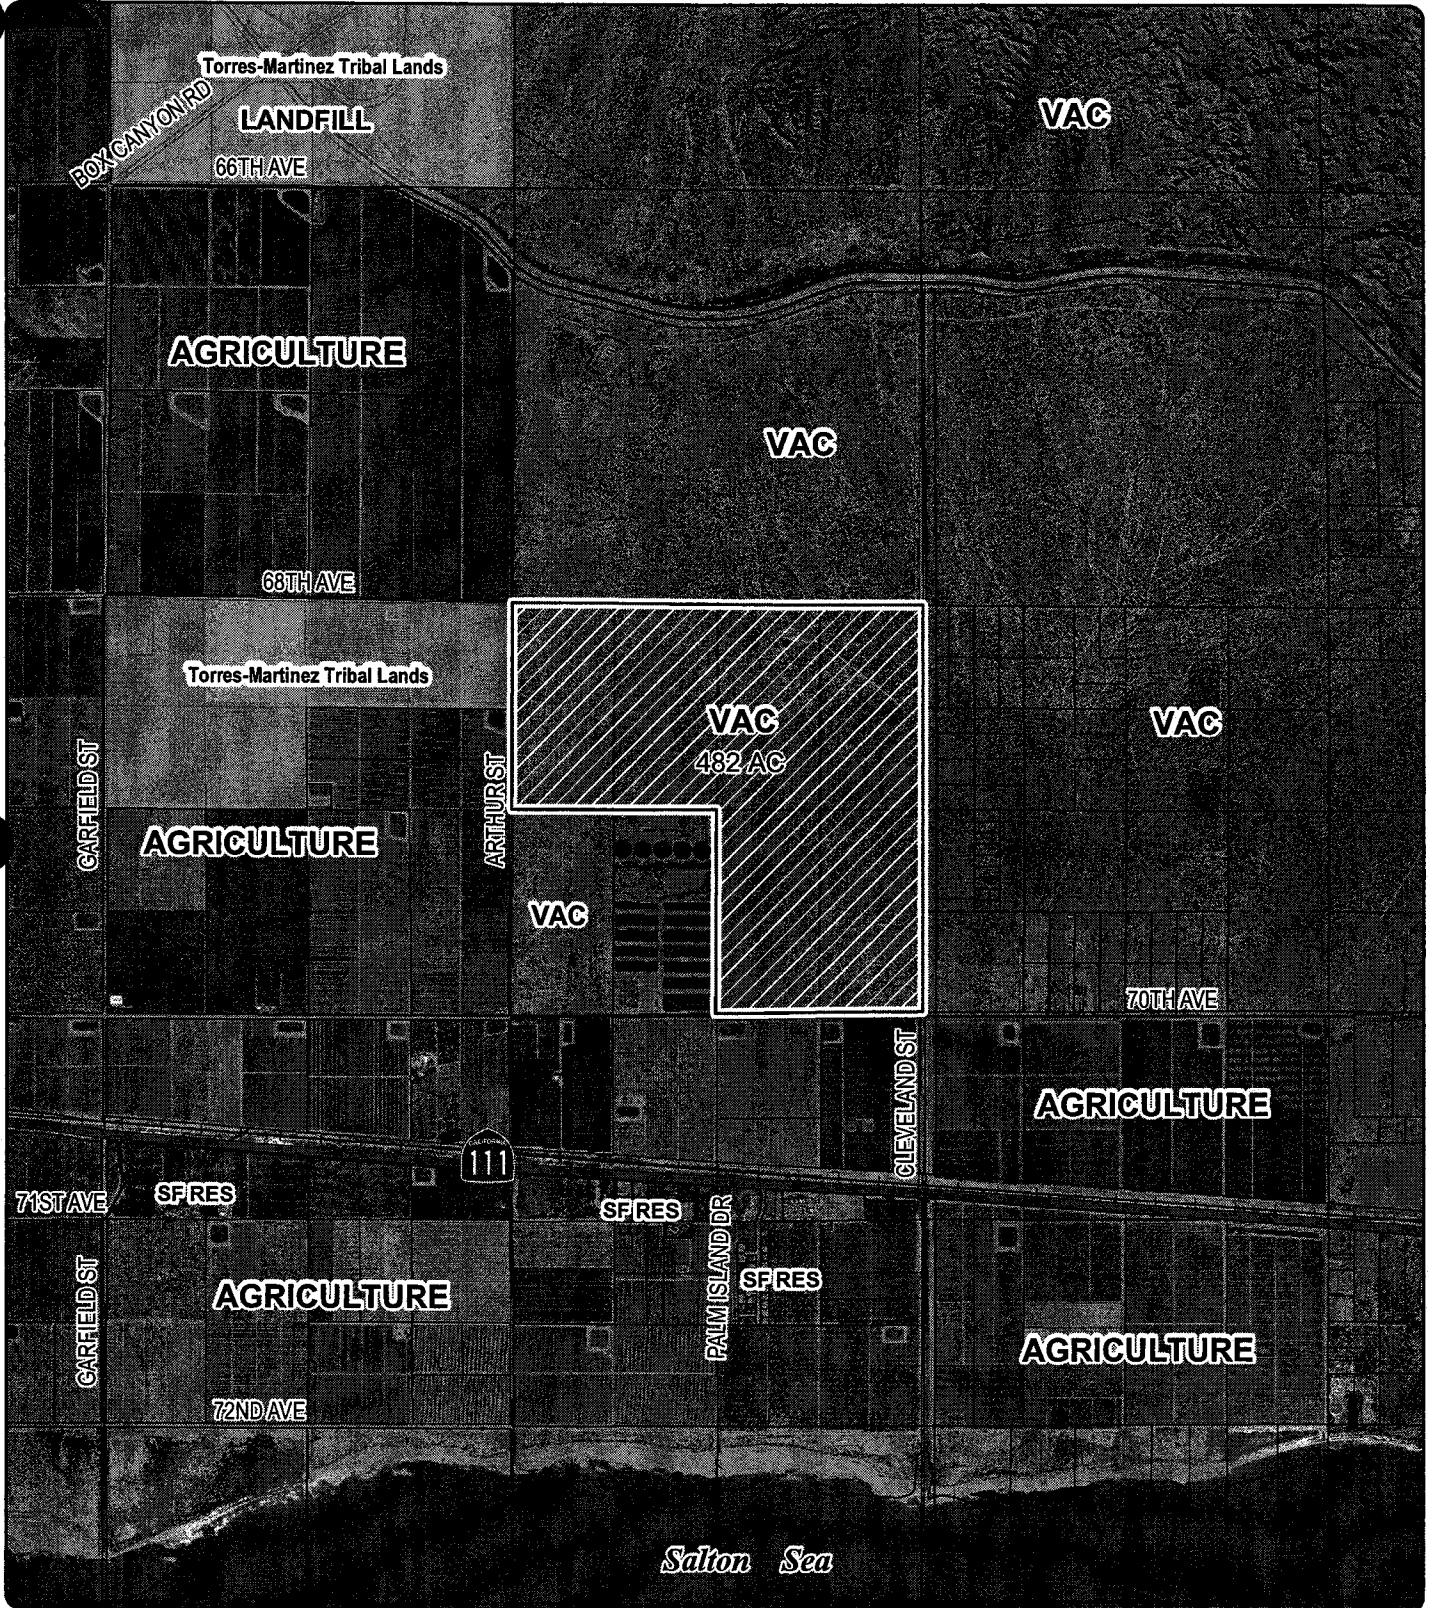 Torres-Martinez Tribal Lands
LANDFILL
VAC
BOX CANYON RD
66TH AVE
AGRICULTURE
VAC
68TH AVE
Torres-Martinez Tribal Lands
VAC
482 AC
VAC
GARFIELD ST
ARTHUR ST
AGRICULTURE
VAC
70TH AVE
CLEVELAND ST
AGRICULTURE
CALIFORNIA
111
SF RES
71ST AVE
SF RES
PALM ISLAND DR
SF RES
GARFIELD ST
AGRICULTURE
AGRICULTURE
72ND AVE
Salton Sea